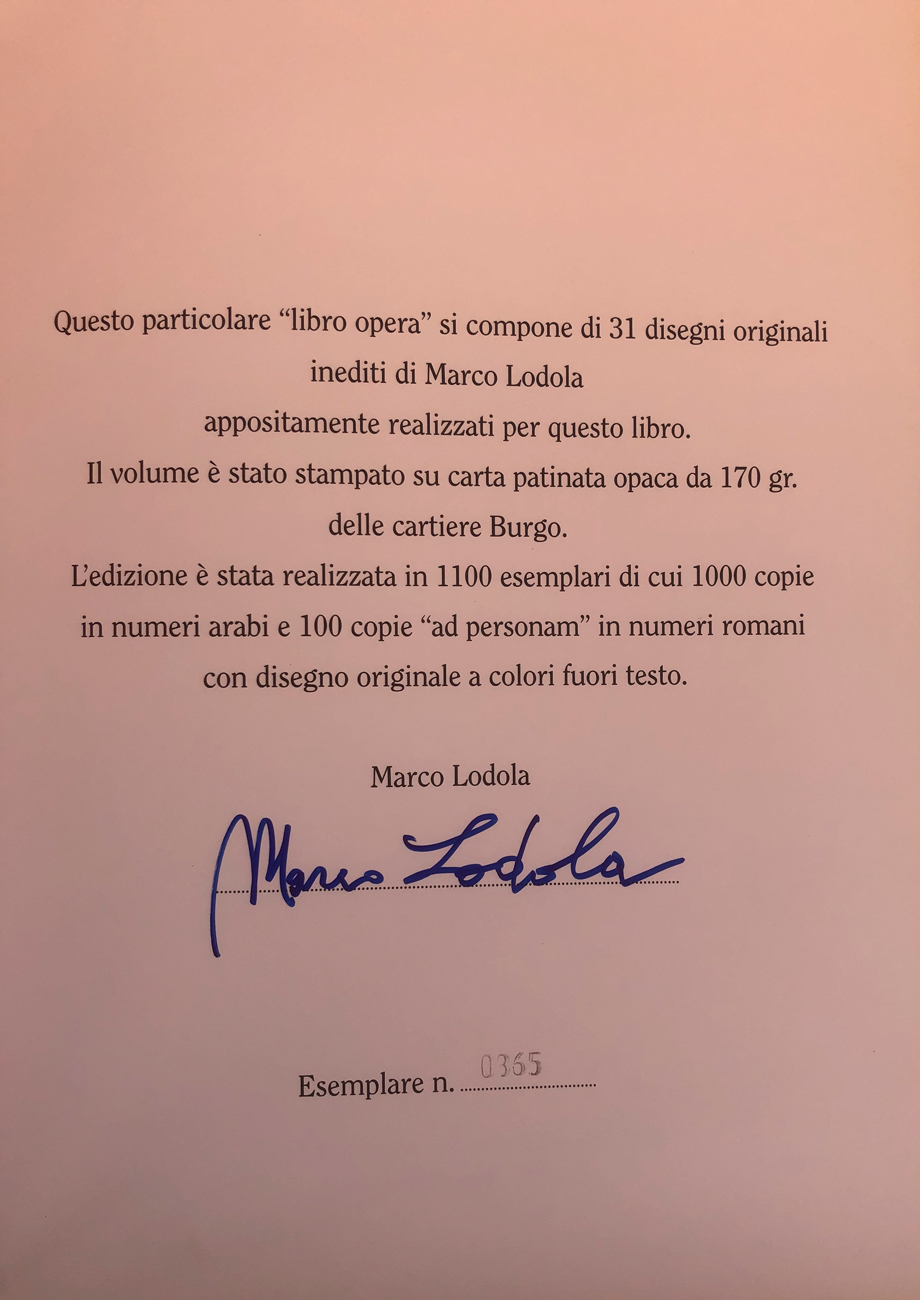 Questo particolare “libro opera” si compone di 31 disegni originali
inediti di Marco Lodola
appositamente realizzati per questo libro.
Il volume è stato stampato su carta patinata opaca da 170 gr.
delle cartiere Burgo.
L’edizione è stata realizzata in 1100 esemplari di cui 1000 copie
in numeri arabi e 100 copie “ad personam” in numeri romani
con disegno originale a colori fuori testo.
Marco Lodola
Marco Lodola
Esemplare n. 0365